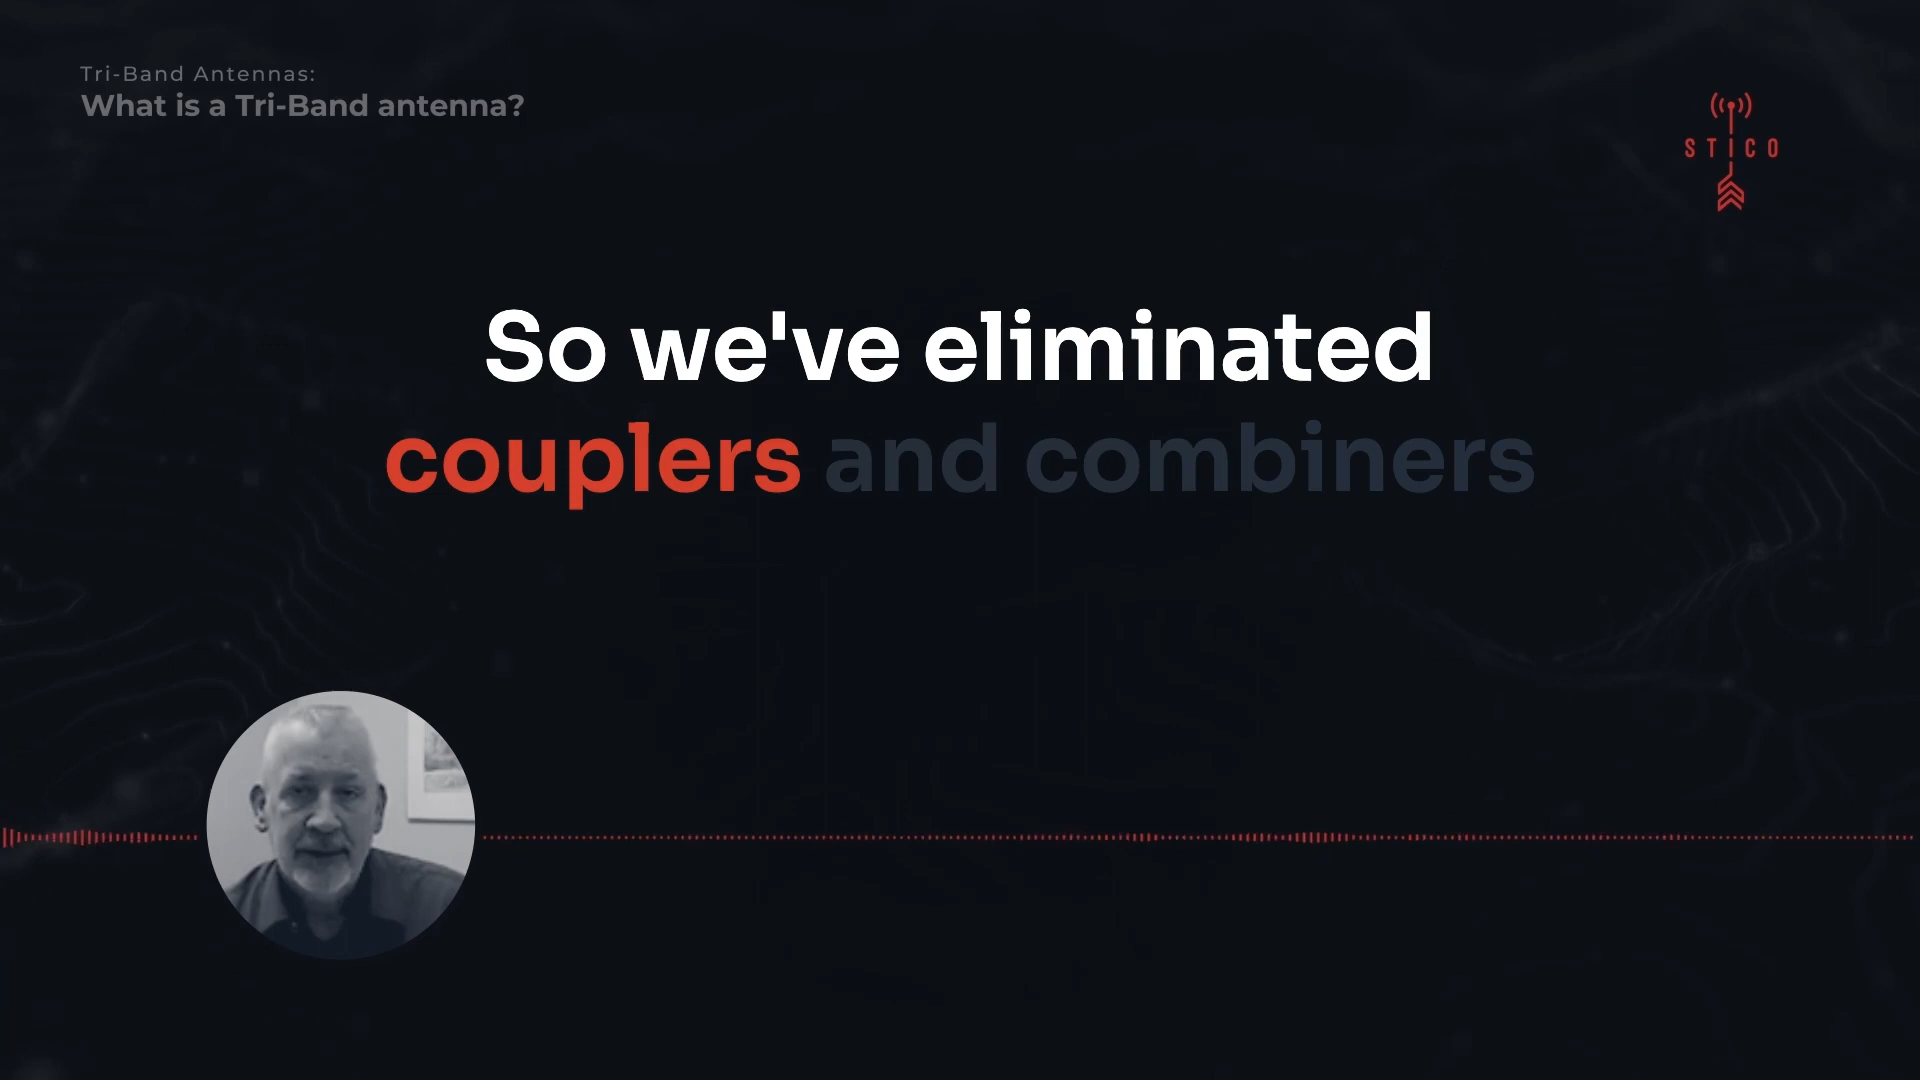 Tri-Band Antennas:
What is a Tri-Band antenna?
STICO
So we've eliminated
couplers and combiners